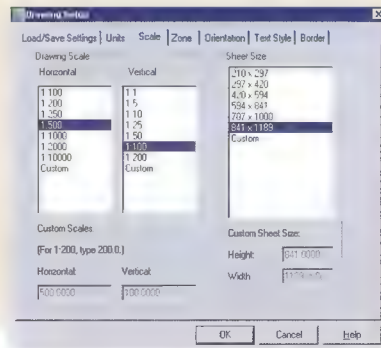 Drawing Setup
Load/Save Settings Units Scale Zone Orientation Text Style Border
Drawing Scale
Horizontal
1:100
1:200
1:250
1:500
1:1000
1:2000
1:10000
Custom
Vertical
1:1
1:5
1:10
1:25
1:50
1:100
1:200
Custom
Sheet Size
210 x 297
297 x 420
420 x 594
594 x 841
707 x 1000
841 x 1189
Custom
Custom Scales
(For 1-200, type 200.0.)
Horizontal:
500.0000
Vertical:
100.0000
Custom Sheet Size:
Height:
841.0000
Width
OK Cancel Help